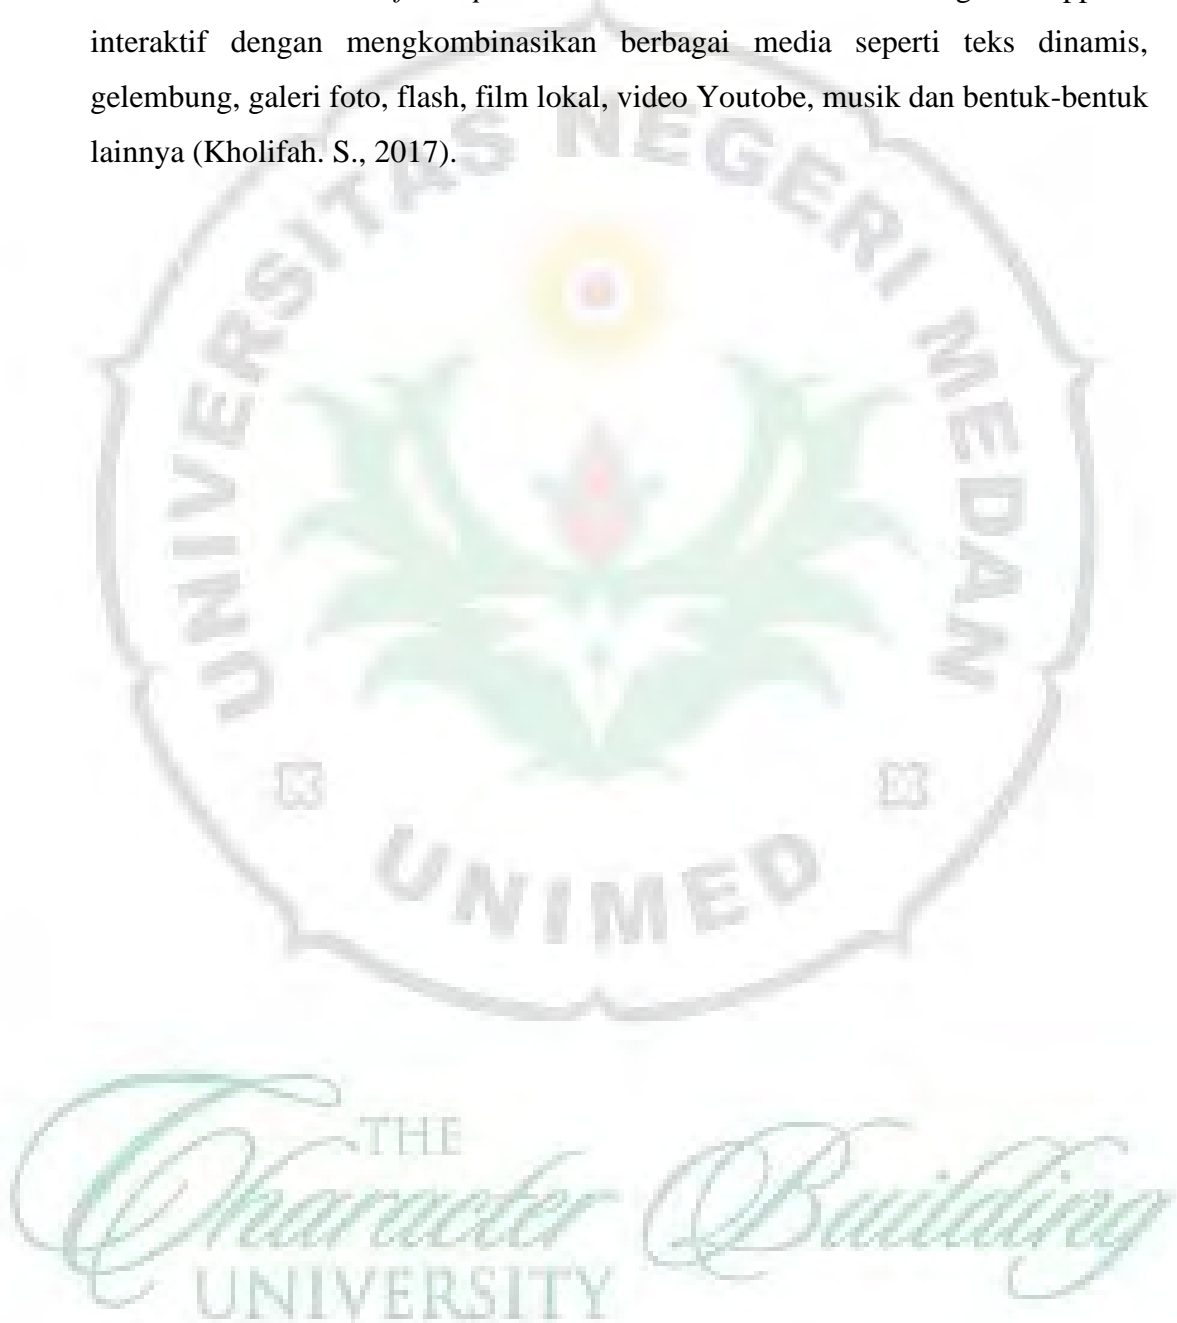 interaktif dengan mengkombinasikan berbagai media seperti teks dinamis,
gelembung, galeri foto, flash, film lokal, video Youtobe, musik dan bentuk-bentuk
lainnya (Kholifah. S., 2017).
UNIVERSITAS NEGERI MEDAN
UNIMED
THE
Character Building
UNIVERSITY